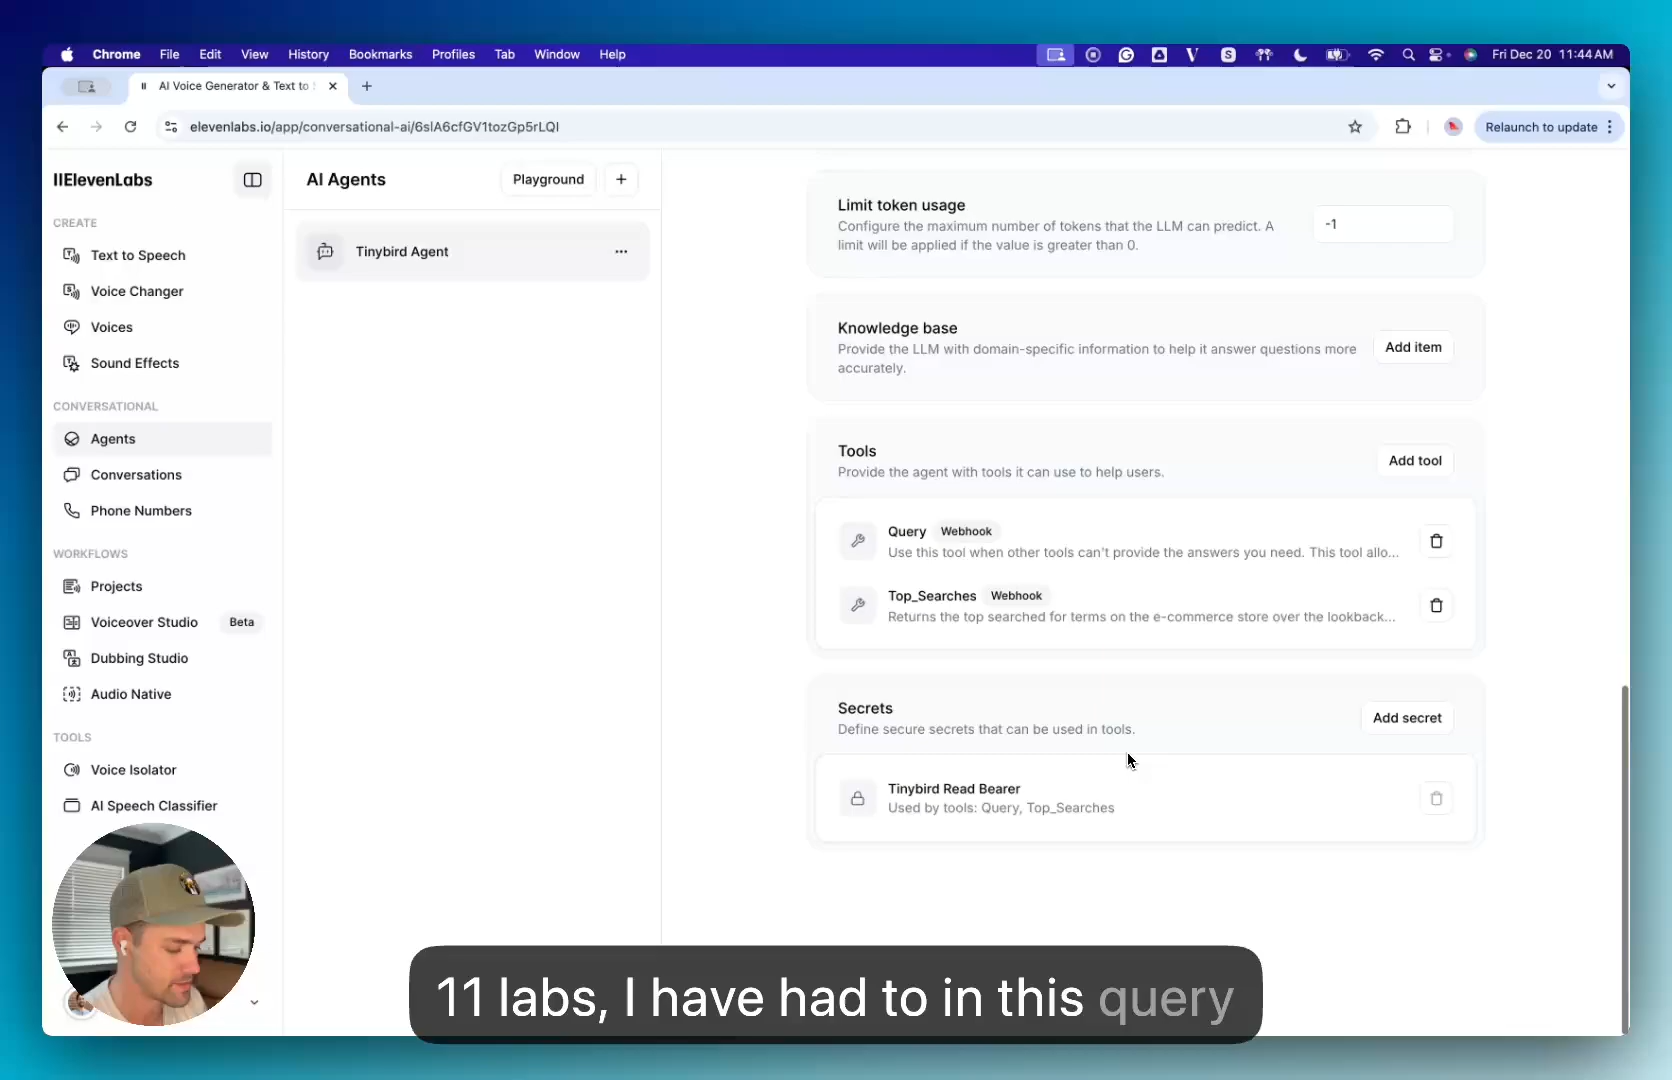 Chrome File Edit View History Bookmarks Profiles Tab Window Help Fri Dec 20 11:44 AM
AI Voice Generator & Text to S
elevenlabs.io/app/conversational-ai/6slA6cfGV1tozGp5rLQI
Relaunch to update
IIElevenLabs
CREATE
Text to Speech
Voice Changer
Voices
Sound Effects
CONVERSATIONAL
Agents
Conversations
Phone Numbers
WORKFLOWS
Projects
Voiceover Studio Beta
Dubbing Studio
Audio Native
TOOLS
Voice Isolator
AI Speech Classifier
AI Agents
Playground
+
Tinybird Agent
Limit token usage
Configure the maximum number of tokens that the LLM can predict. A
limit will be applied if the value is greater than 0.
-1
Knowledge base
Provide the LLM with domain-specific information to help it answer questions more
accurately.
Add item
Tools
Provide the agent with tools it can use to help users.
Add tool
Query Webhook
Use this tool when other tools can't provide the answers you need. This tool allo...
Top_Searches Webhook
Returns the top searched for terms on the e-commerce store over the lookback...
Secrets
Define secure secrets that can be used in tools.
Add secret
Tinybird Read Bearer
Used by tools: Query, Top_Searches
11 labs, I have had to in this query